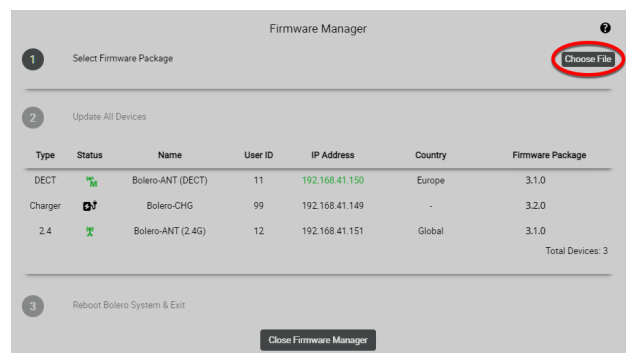 Firmware Manager
?
1 Select Firmware Package Choose File
2 Update All Devices
Type Status Name User ID IP Address Country Firmware Package
DECT M Bolero-ANT (DECT) 11 192.168.41.150 Europe 3.1.0
Charger Bolero-CHG 99 192.168.41.149 - 3.2.0
2.4 Bolero-ANT (2.4G) 12 192.168.41.151 Global 3.1.0
Total Devices: 3
3 Reboot Bolero System & Exit
Close Firmware Manager